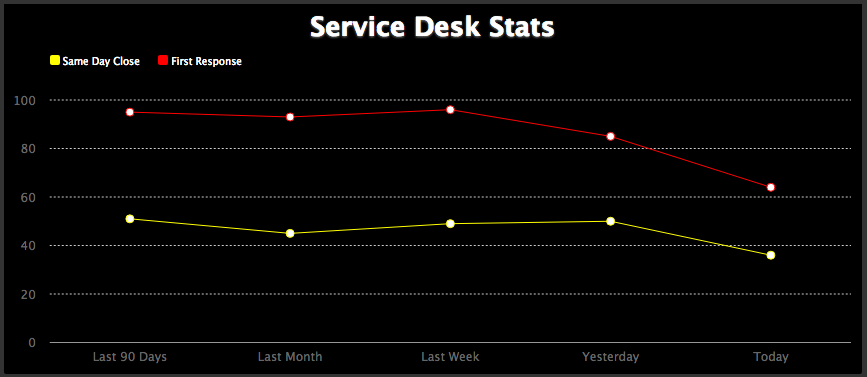 Service Desk Stats
Same Day Close First Response
100
80
60
40
20
0
Last 90 Days Last Month Last Week Yesterday Today